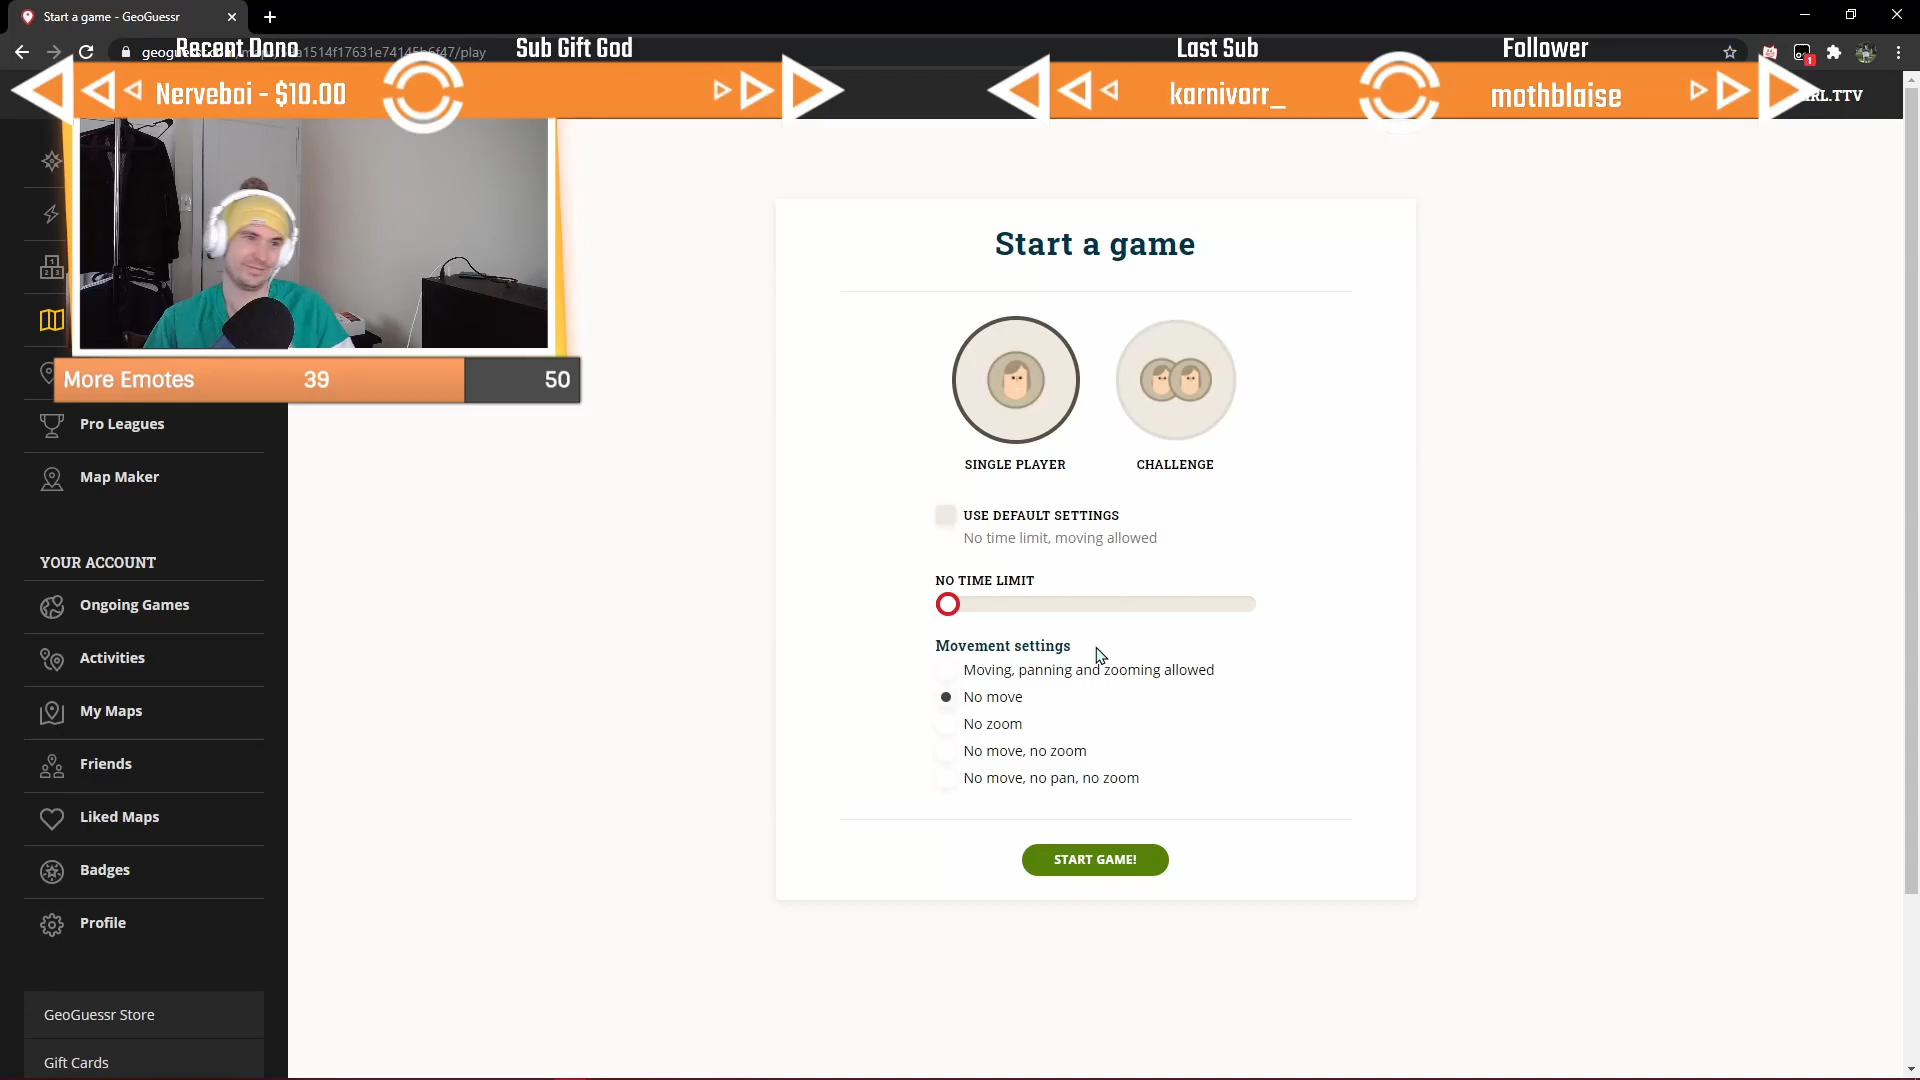 Start a game - GeoGuessr
Recent Dono
Sub Gift God
Last Sub
Follower
1
Nerveboi - $10.00
karnivorr_
mothblaise
RL.TTV
More Emotes 39 50
Pro Leagues
Map Maker
YOUR ACCOUNT
Ongoing Games
Activities
My Maps
Friends
Liked Maps
Badges
Profile
GeoGuessr Store
Gift Cards
Start a game
SINGLE PLAYER
CHALLENGE
USE DEFAULT SETTINGS
No time limit, moving allowed
NO TIME LIMIT
Movement settings
Moving, panning and zooming allowed
No move
No zoom
No move, no zoom
No move, no pan, no zoom
START GAME!